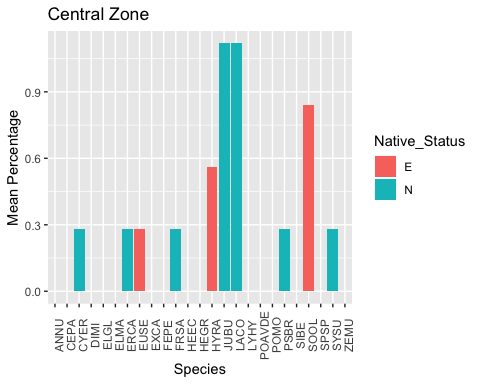 Central Zone
Mean Percentage
0.9
0.6
0.3
0.0
ANNU
CEPA
CYER
DIMI
ELGL
ELMA
ERCA
EUSE
EXCA
FEPE
FRSA
HEEC
HEGR
HYRA
JUBU
LACO
LYHY
POAVDE
POMO
PSBR
SIBE
SOOL
SPSP
SYSU
ZEMU
Species
Native_Status
E
N